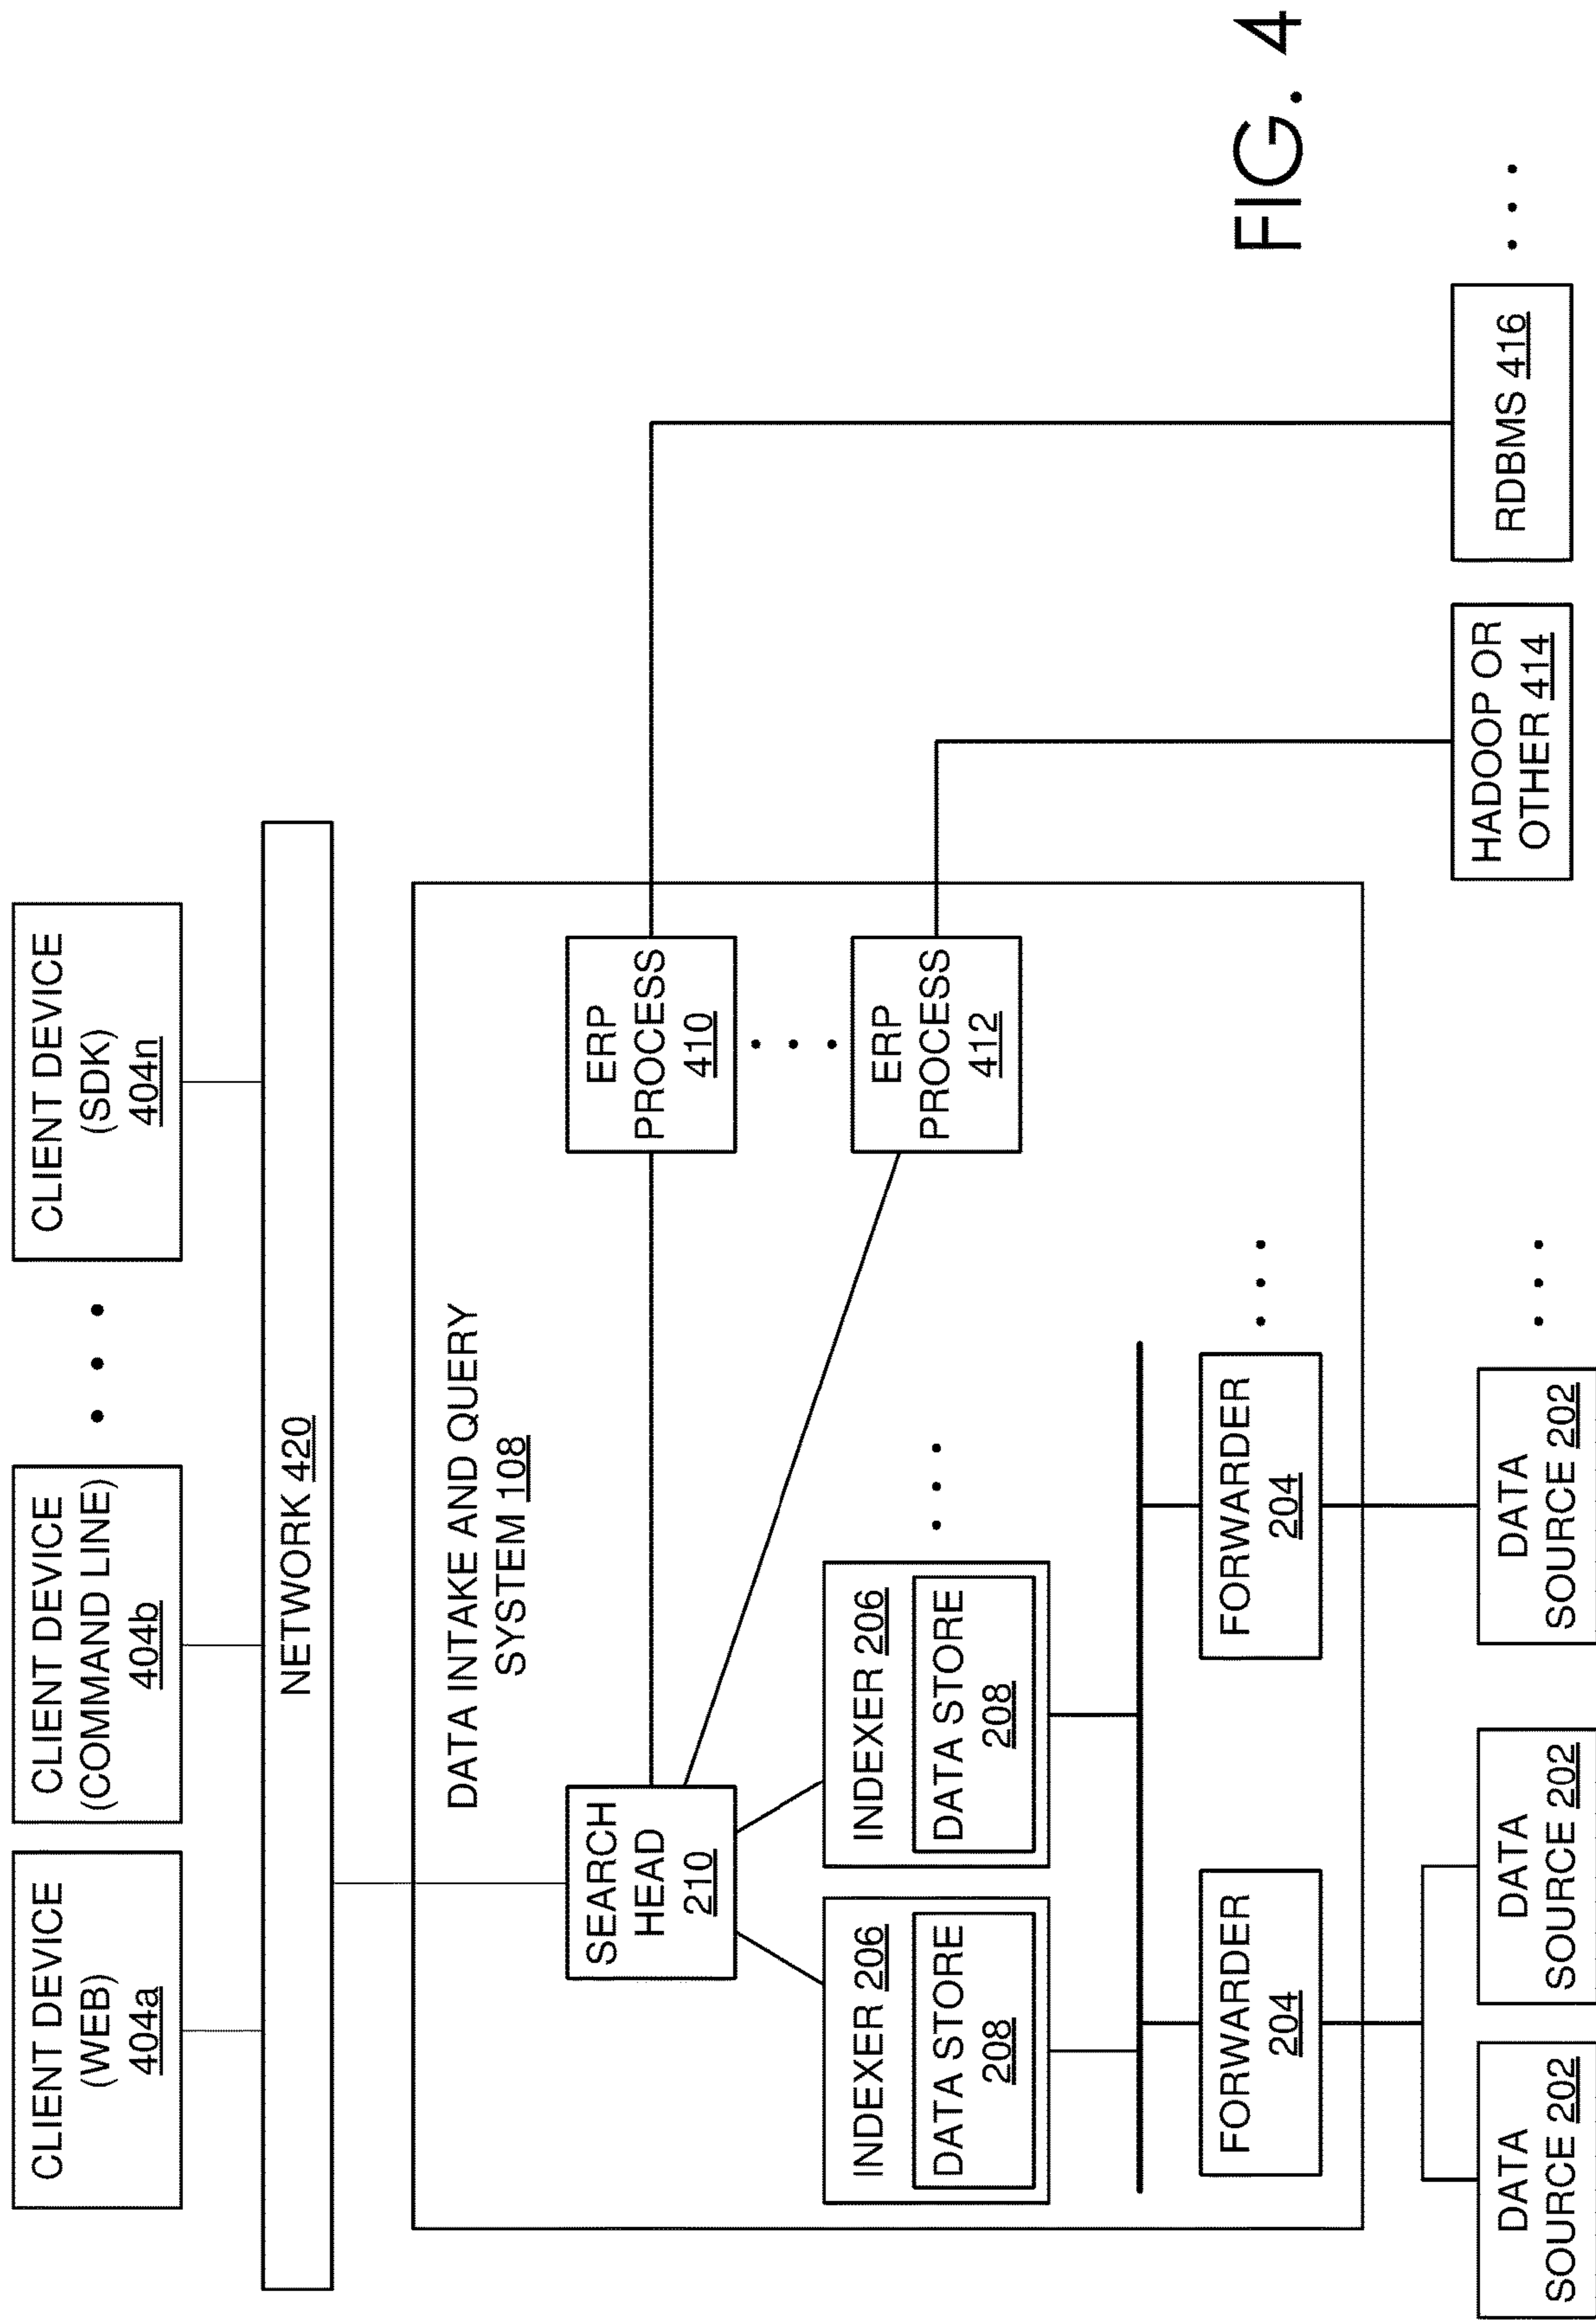 CLIENT DEVICE
(WEB)
404a
CLIENT DEVICE
(COMMAND LINE)
404b
CLIENT DEVICE
(SDK)
404n
NETWORK 420
DATA INTAKE AND QUERY
SYSTEM 108
SEARCH
HEAD
210
ERP
PROCESS
410
ERP
PROCESS
412
INDEXER 206
DATA STORE
208
INDEXER 206
DATA STORE
208
FORWARDER
204
FORWARDER
204
DATA
SOURCE 202
DATA
SOURCE 202
DATA
SOURCE 202
HADOOP OR
OTHER 414
RDBMS 416
FIG. 4